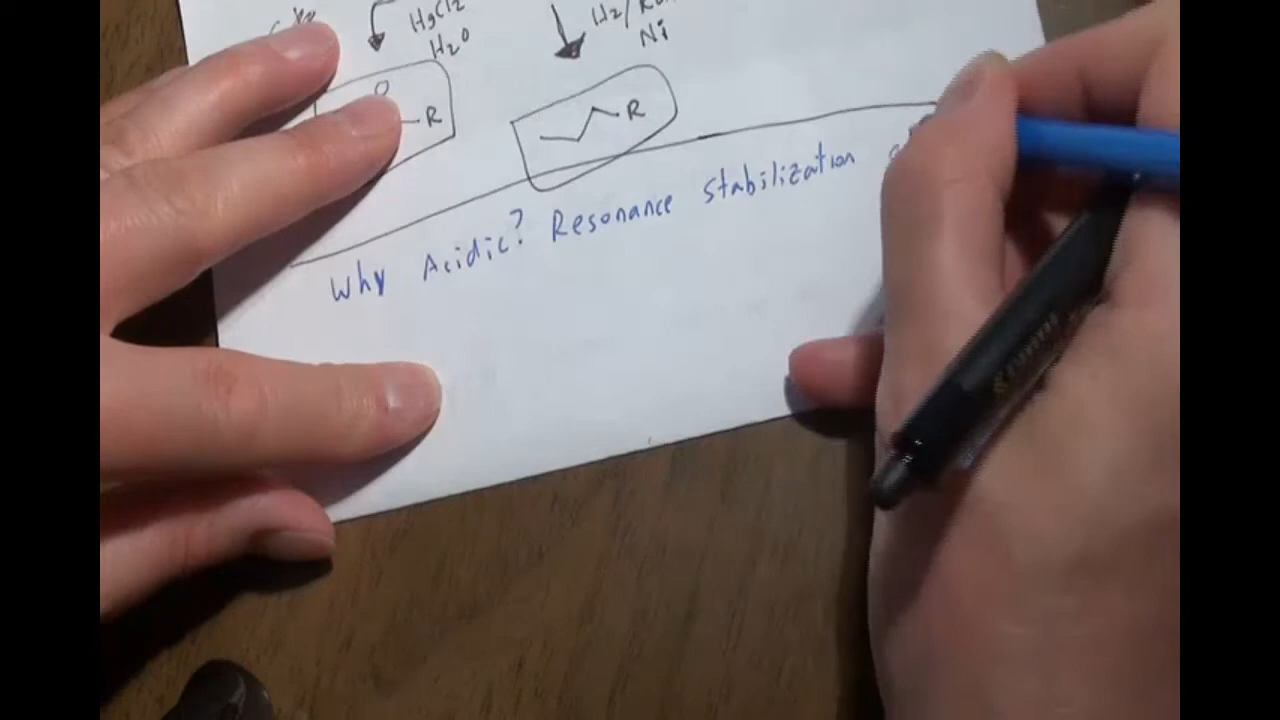 HgCl2
H2O
H2/
Ni
O
R
R
Why Acidic? Resonance stabilization